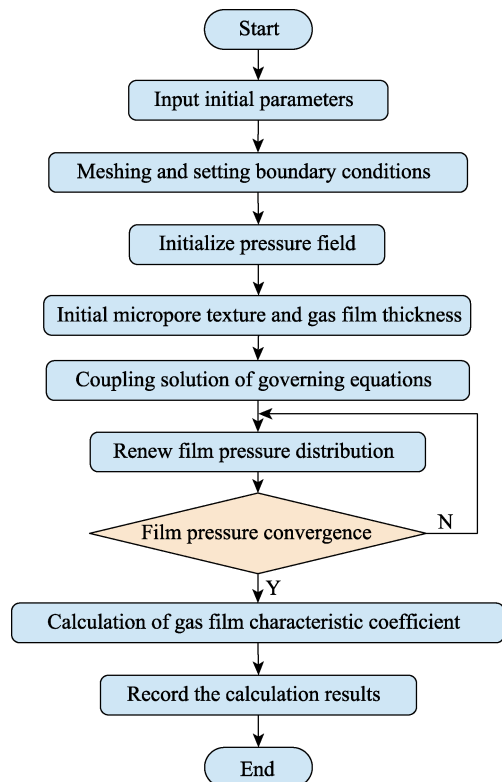 Start
Input initial parameters
Meshing and setting boundary conditions
Initialize pressure field
Initial micropore texture and gas film thickness
Coupling solution of governing equations
Renew film pressure distribution
Film pressure convergence
N
Y
Calculation of gas film characteristic coefficient
Record the calculation results
End